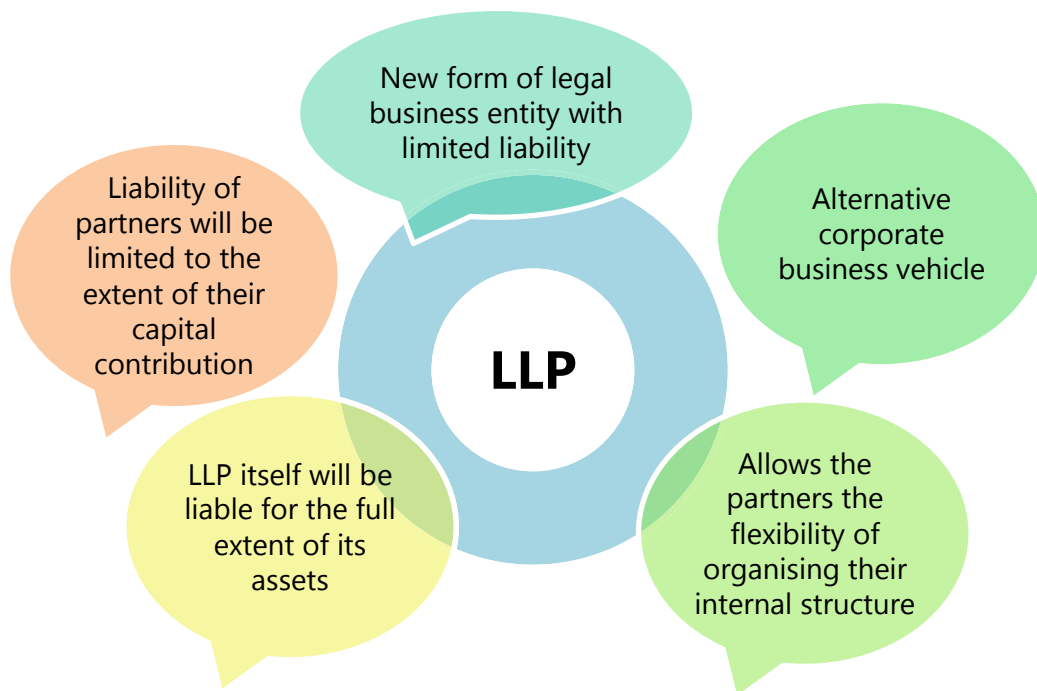 New form of legal
business entity with
limited liability
Alternative
corporate
business vehicle
Allows the
partners the
flexibility of
organising their
internal structure
LLP itself will be
liable for the full
extent of its
assets
Liability of
partners will be
limited to the
extent of their
capital
contribution
LLP